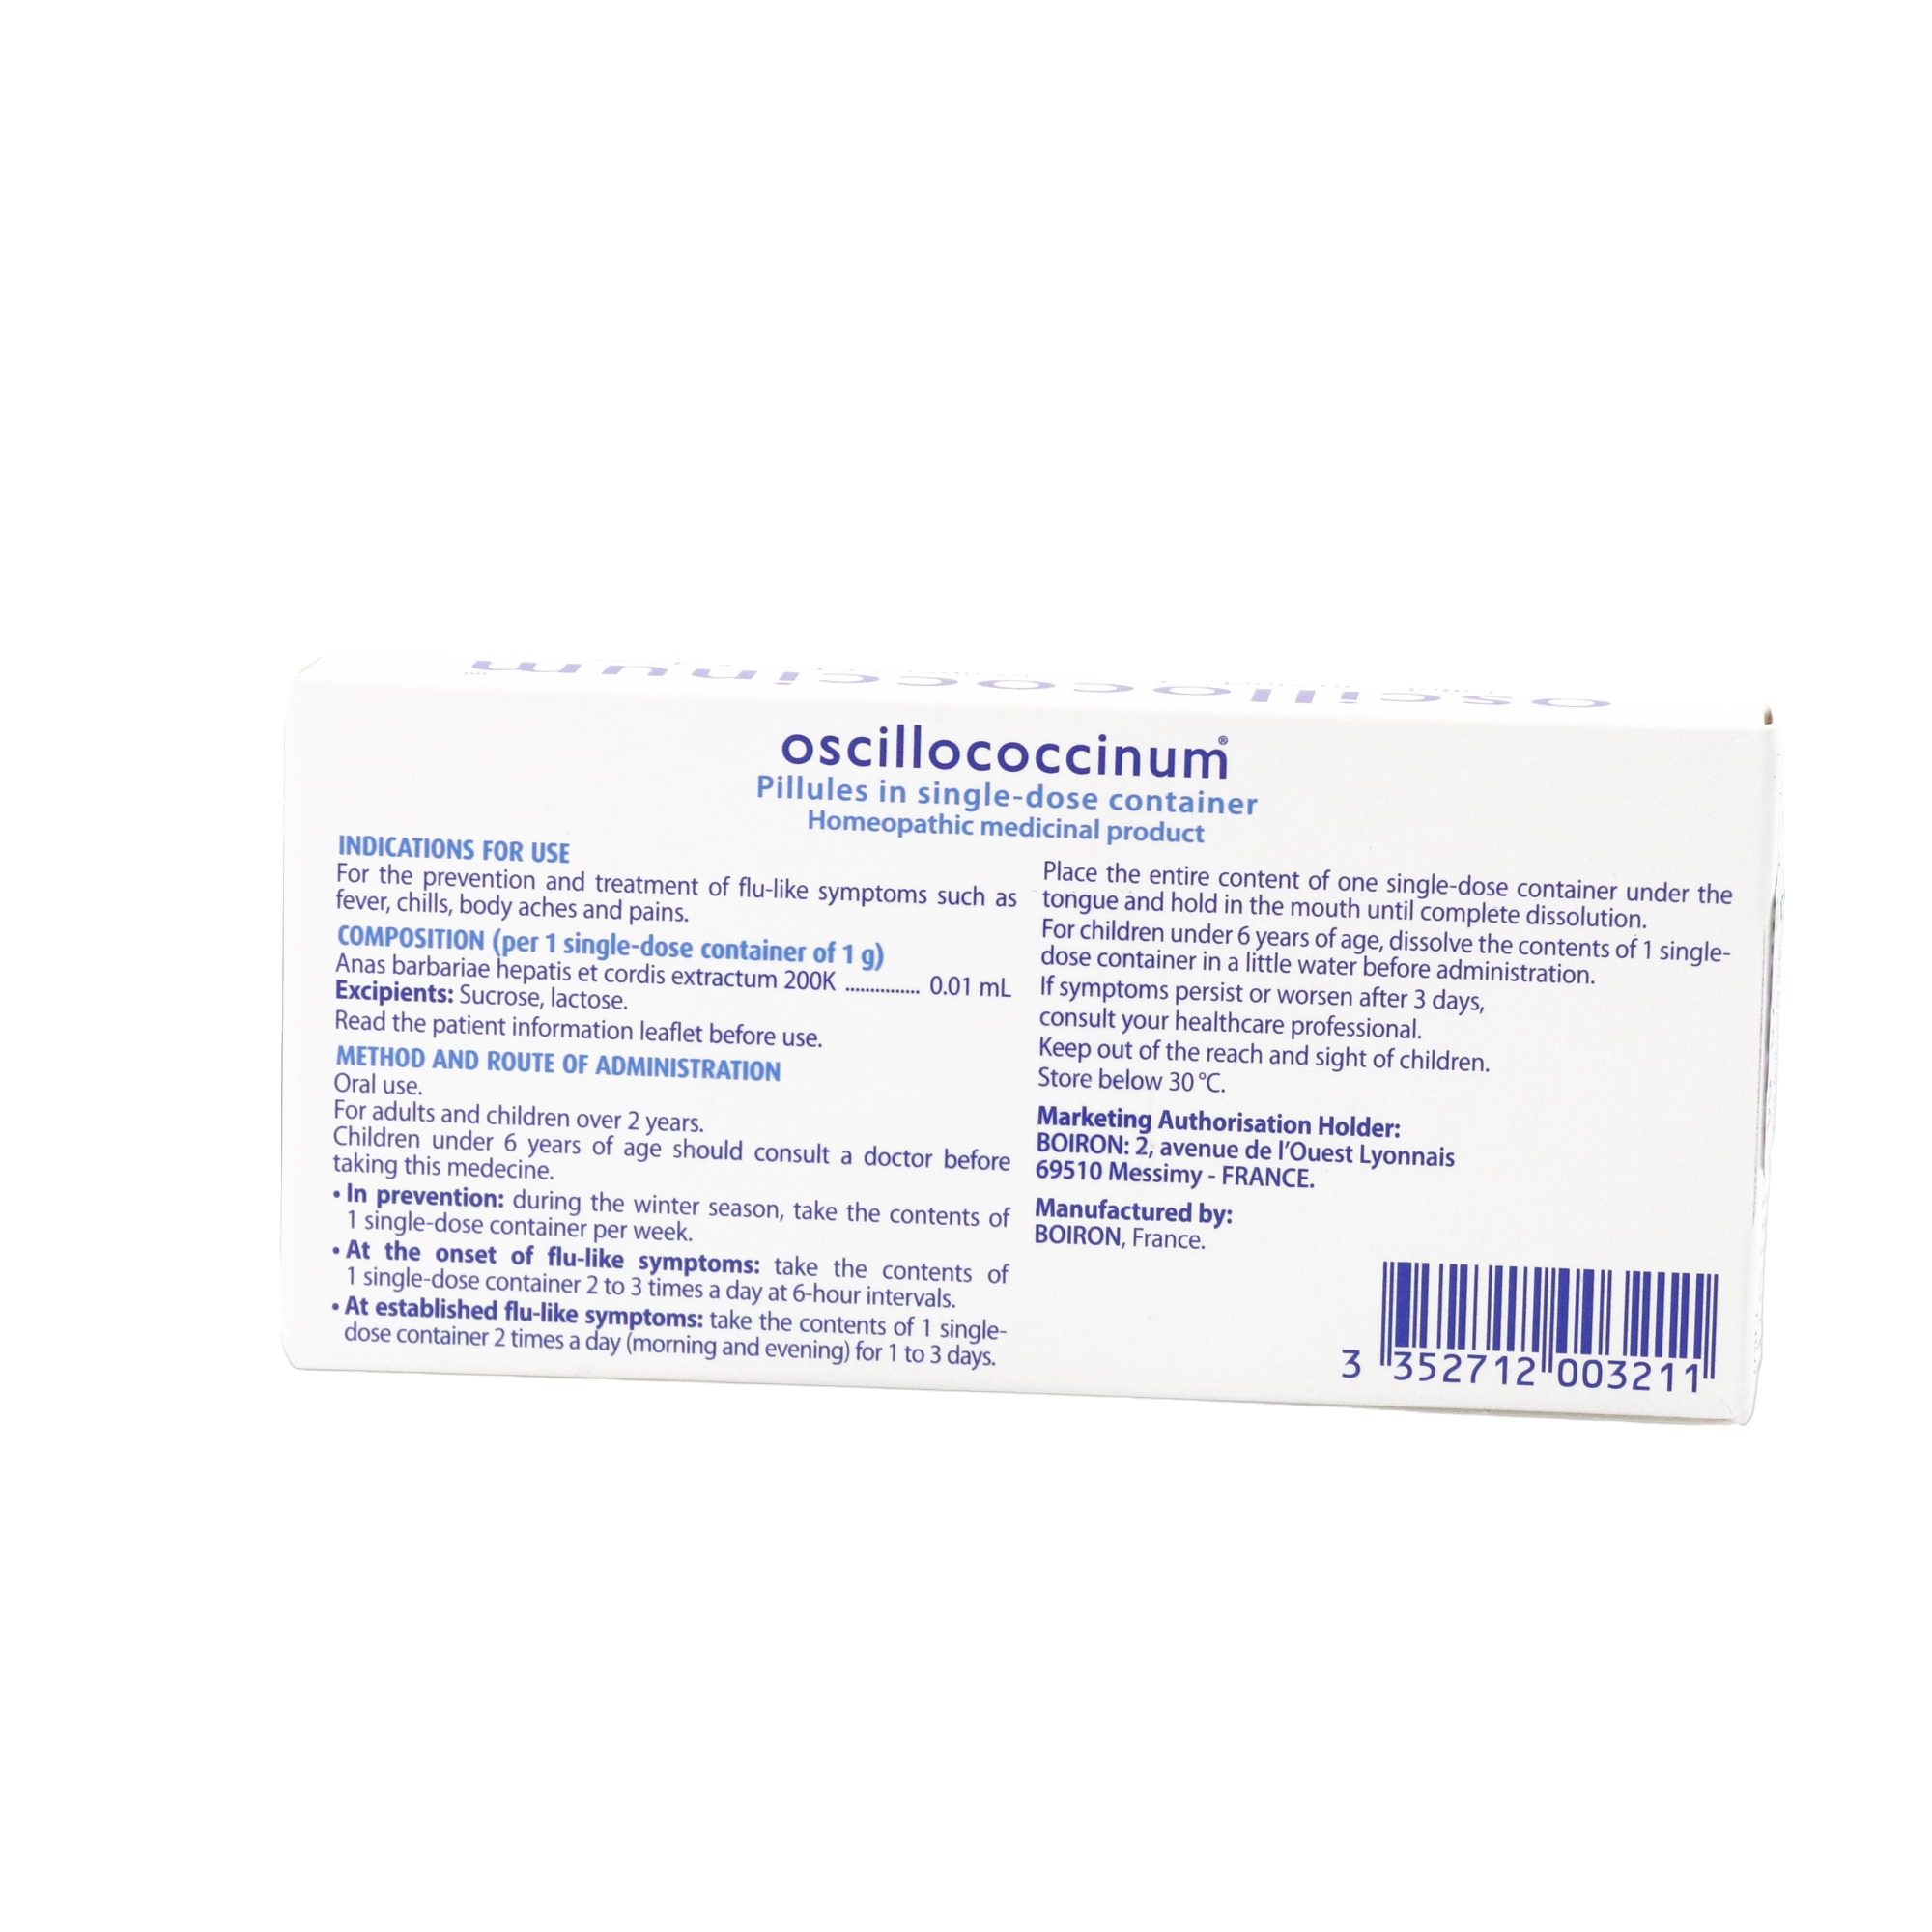 oscillococcinum
oscillococcinum®
Pillules in single-dose container
Homeopathic medicinal product
INDICATIONS FOR USE
For the prevention and treatment of flu-like symptoms such as
fever, chills, body aches and pains.
COMPOSITION (per 1 single-dose container of 1 g)
Anas barbariae hepatis et cordis extractum 200K ............... 0.01 mL
Excipients: Sucrose, lactose.
Read the patient information leaflet before use.
METHOD AND ROUTE OF ADMINISTRATION
Oral use.
For adults and children over 2 years.
Children under 6 years of age should consult a doctor before
taking this medecine.
• In prevention: during the winter season, take the contents of
1 single-dose container per week.
• At the onset of flu-like symptoms: take the contents of
1 single-dose container 2 to 3 times a day at 6-hour intervals.
• At established flu-like symptoms: take the contents of 1 single-
dose container 2 times a day (morning and evening) for 1 to 3 days.
Place the entire content of one single-dose container under the
tongue and hold in the mouth until complete dissolution.
For children under 6 years of age, dissolve the contents of 1 single-
dose container in a little water before administration.
If symptoms persist or worsen after 3 days,
consult your healthcare professional.
Keep out of the reach and sight of children.
Store below 30 °C.
Marketing Authorisation Holder:
BOIRON: 2, avenue de l'Ouest Lyonnais
69510 Messimy - FRANCE.
Manufactured by:
BOIRON, France.
3 352712 003211